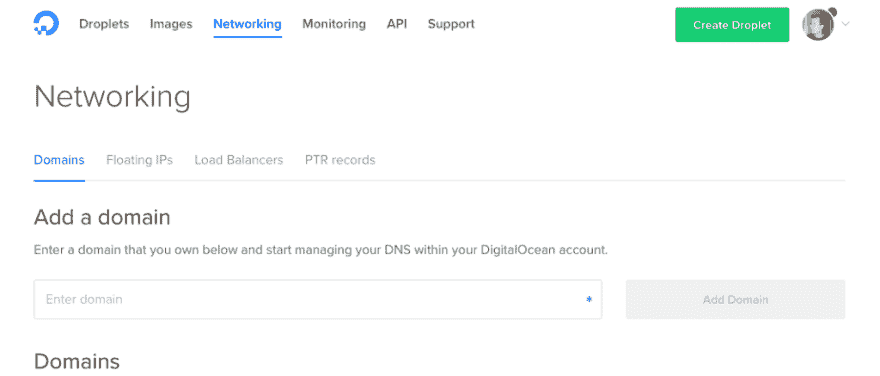 Droplets Images Networking Monitoring API Support Create Droplet
Networking
Domains Floating IPs Load Balancers PTR records
Add a domain
Enter a domain that you own below and start managing your DNS within your DigitalOcean account.
Enter domain * Add Domain
Domains